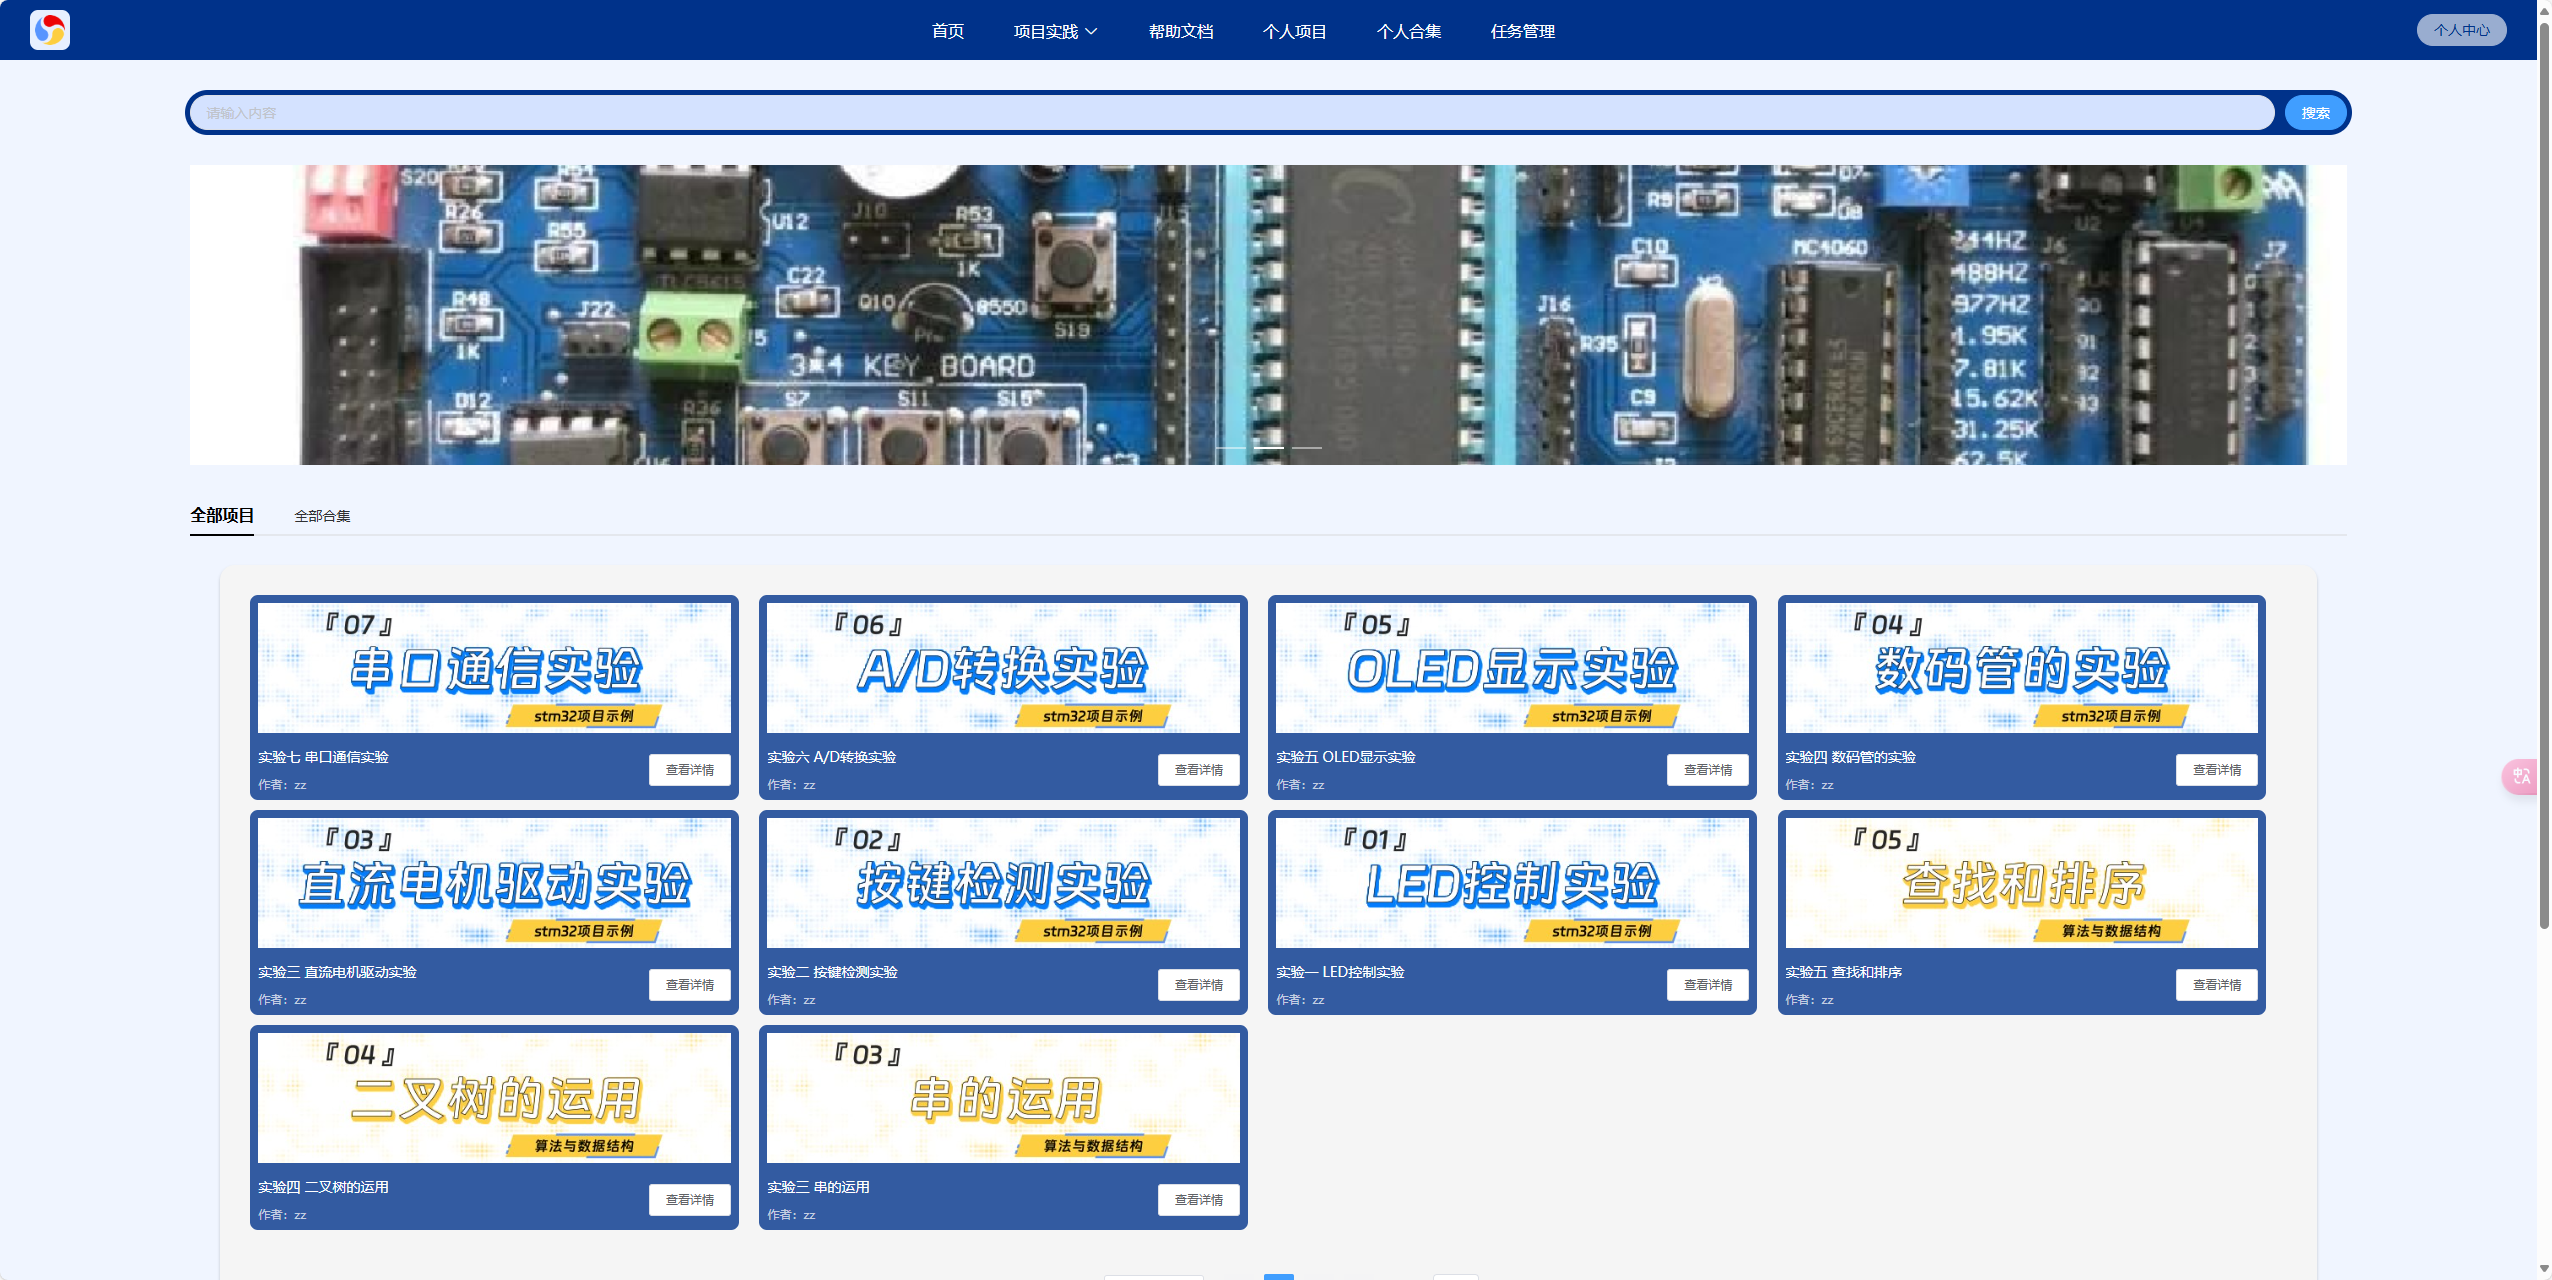 首页 项目实践 帮助文档 个人项目 个人合集 任务管理 个人中心
请输入内容 搜索
S20
R26
R55
U12
J10
R53
1K
C22
Q10
8550
S19
R48
1K
J22
3*4 KEY BOARD
D12
R36
S7 S11 S15
J16
R35
C10
C9
R9
MC4060
244HZ
488HZ
977HZ
1.95K
7.81K
15.62K
31.25K
62.5K
J6
U2
J7
全部项目 全部合集
『07』
串口通信实验
stm32项目示例
实验七 串口通信实验
作者：zz
查看详情
『06』
A/D转换实验
stm32项目示例
实验六 A/D转换实验
作者：zz
查看详情
『05』
OLED显示实验
stm32项目示例
实验五 OLED显示实验
作者：zz
查看详情
『04』
数码管的实验
stm32项目示例
实验四 数码管的实验
作者：zz
查看详情
『03』
直流电机驱动实验
stm32项目示例
实验三 直流电机驱动实验
作者：zz
查看详情
『02』
按键检测实验
stm32项目示例
实验二 按键检测实验
作者：zz
查看详情
『01』
LED控制实验
stm32项目示例
实验一 LED控制实验
作者：zz
查看详情
『05』
查找和排序
算法与数据结构
实验五 查找和排序
作者：zz
查看详情
『04』
二叉树的运用
算法与数据结构
实验四 二叉树的运用
作者：zz
查看详情
『03』
串的运用
算法与数据结构
实验三 串的运用
作者：zz
查看详情